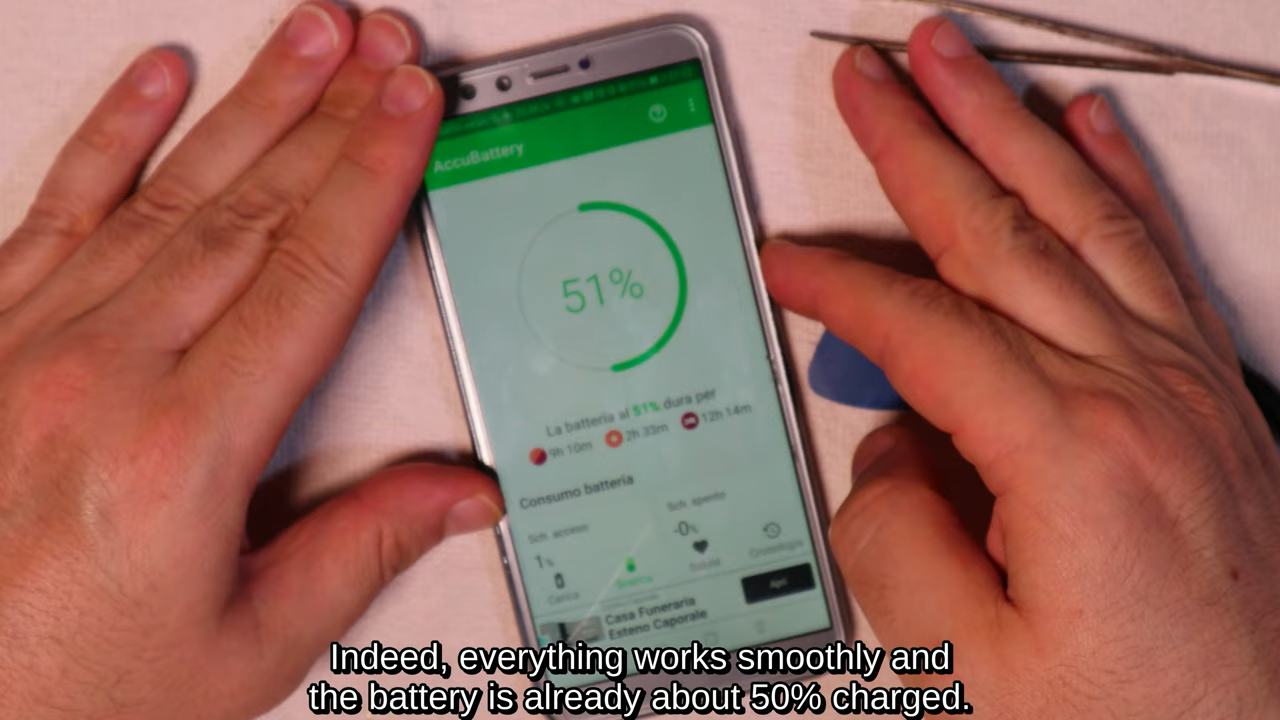 AccuBattery
51%
La batteria al 51% dura per
9h 10m 2h 33m 12h 14m
Consumo batteria
Sch. acceso Sch. spento
1% -0%
Carica Scarica Salute Cronologia
Casa Funeraria
Esteno Caporale
Apri
Indeed, everything works smoothly and
the battery is already about 50% charged.